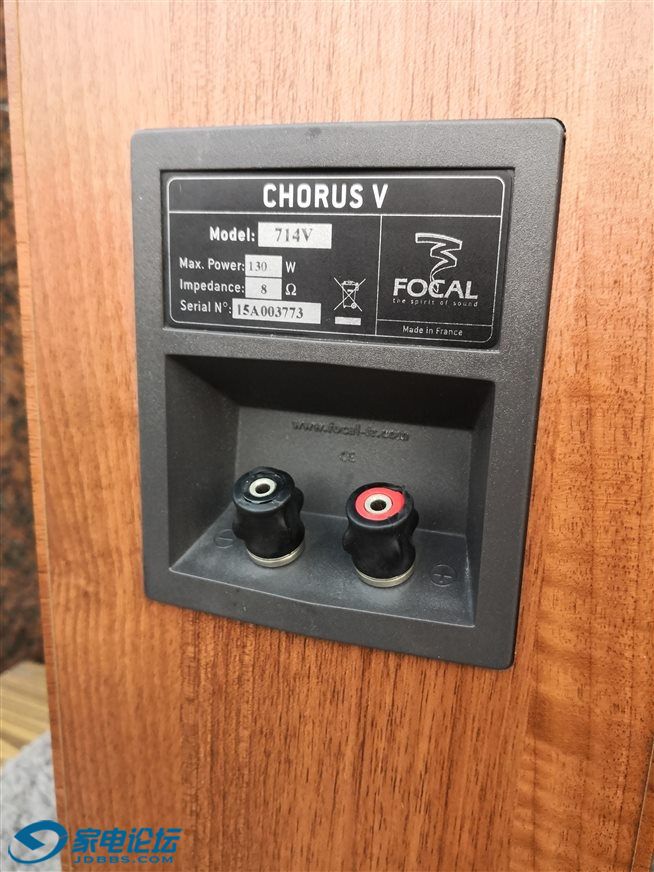 CHORUS V
Model: 714V
Max. Power: 130 W
Impedance: 8 Ω
Serial N°: 15A003773
FOCAL
the spirit of sound
Made in France
www.focal-fr.com
CE
家电论坛
JDBBS.COM